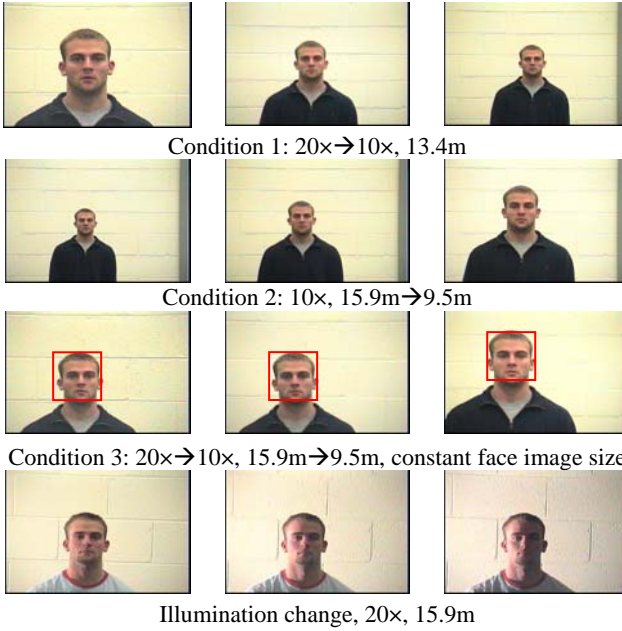 Condition 1: 20×→10×, 13.4m
Condition 2: 10×, 15.9m→9.5m
Condition 3: 20×→10×, 15.9m→9.5m, constant face image size
Illumination change, 20×, 15.9m